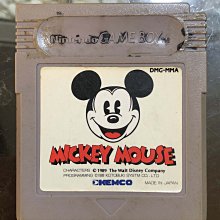 Nintendo GAME BOY
DMG-MMA
MICKEY MOUSE
CHARACTERS © 1989 The Walt Disney Company
PROGRAMMING © 1989 KOTOBUKI SYSTEM CO., LTD
KEMCO
MADE IN JAPAN